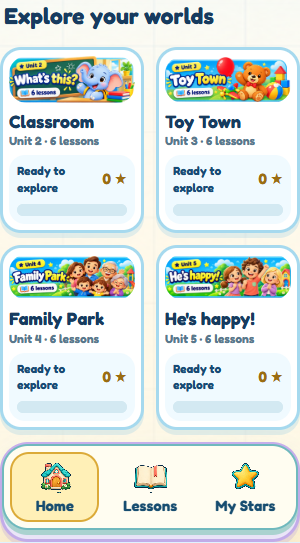 Explore your worlds
Unit 2
What's this?
6 lessons
Classroom
Unit 2 · 6 lessons
Ready to
explore
0 ★
Unit 3
Toy Town
6 lessons
Toy Town
Unit 3 · 6 lessons
Ready to
explore
0 ★
Unit 4
Family Park
6 lessons
Family Park
Unit 4 · 6 lessons
Ready to
explore
0 ★
Unit 5
He's happy!
6 lessons
He's happy!
Unit 5 · 6 lessons
Ready to
explore
0 ★
Home
Lessons
My Stars